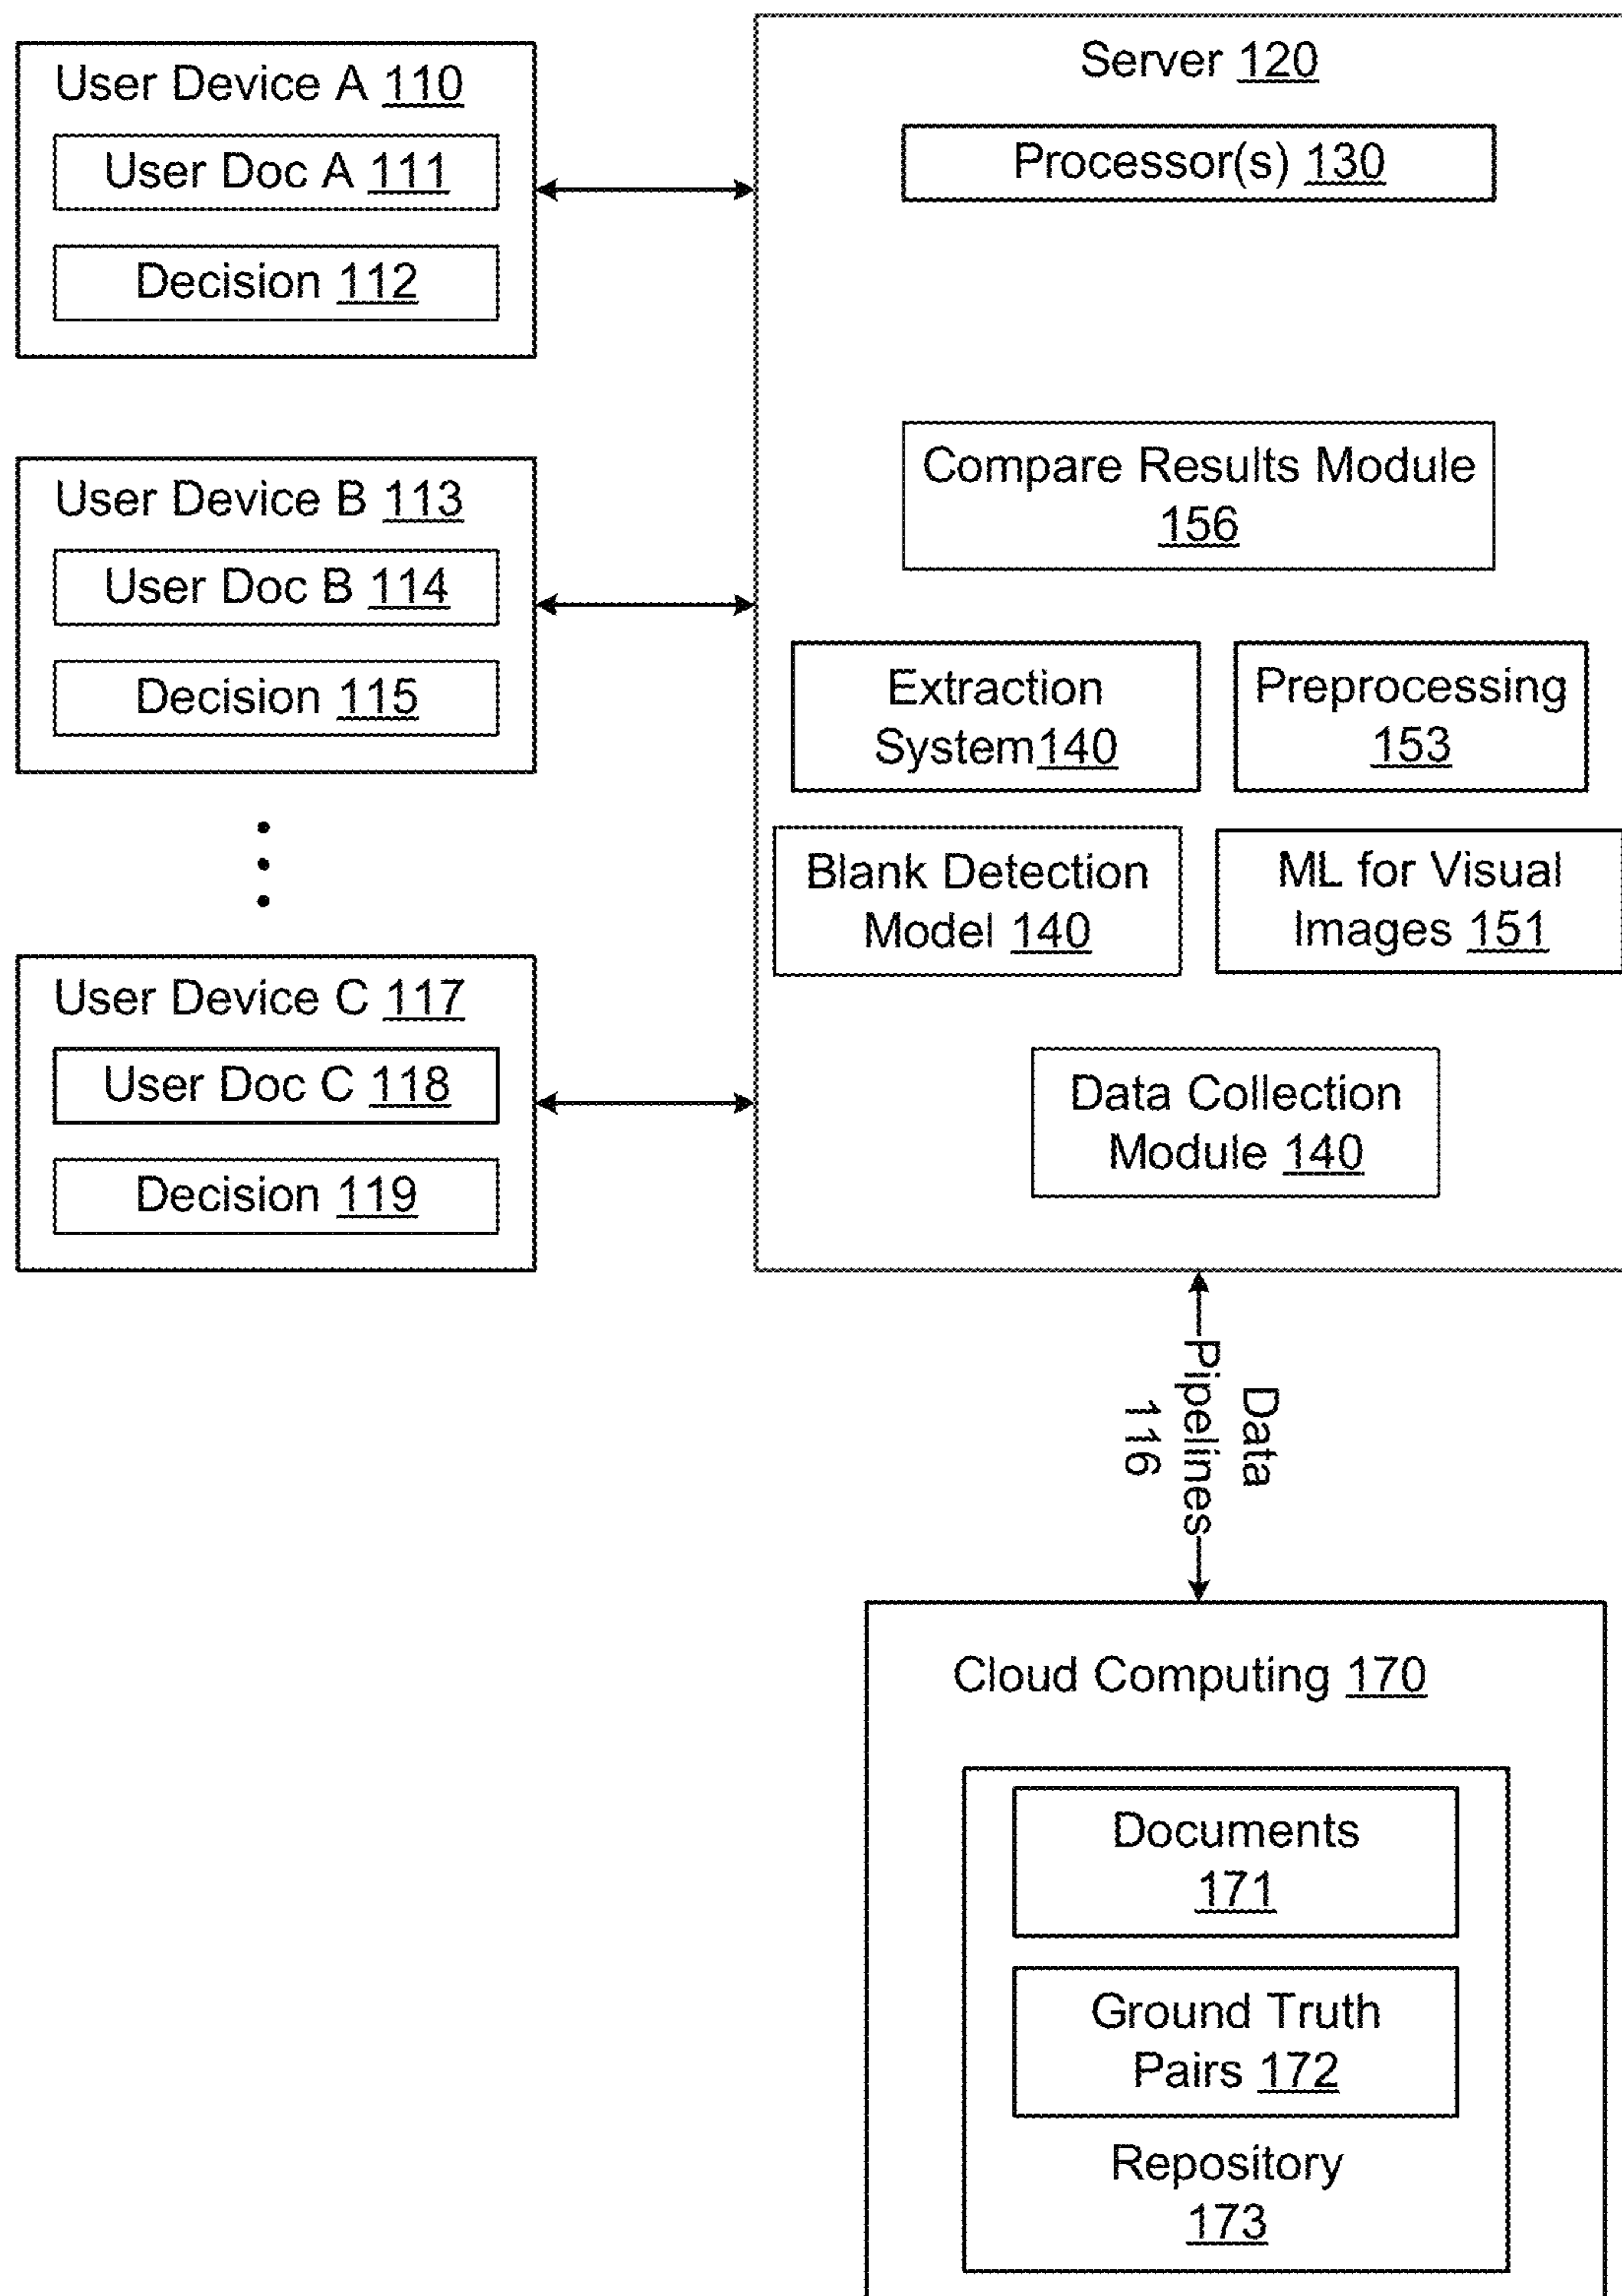 User Device A 110
User Doc A 111
Decision 112
User Device B 113
User Doc B 114
Decision 115
User Device C 117
User Doc C 118
Decision 119
Server 120
Processor(s) 130
Compare Results Module
156
Extraction
System140
Preprocessing
153
Blank Detection
Model 140
ML for Visual
Images 151
Data Collection
Module 140
Data
Pipelines
116
Cloud Computing 170
Documents
171
Ground Truth
Pairs 172
Repository
173